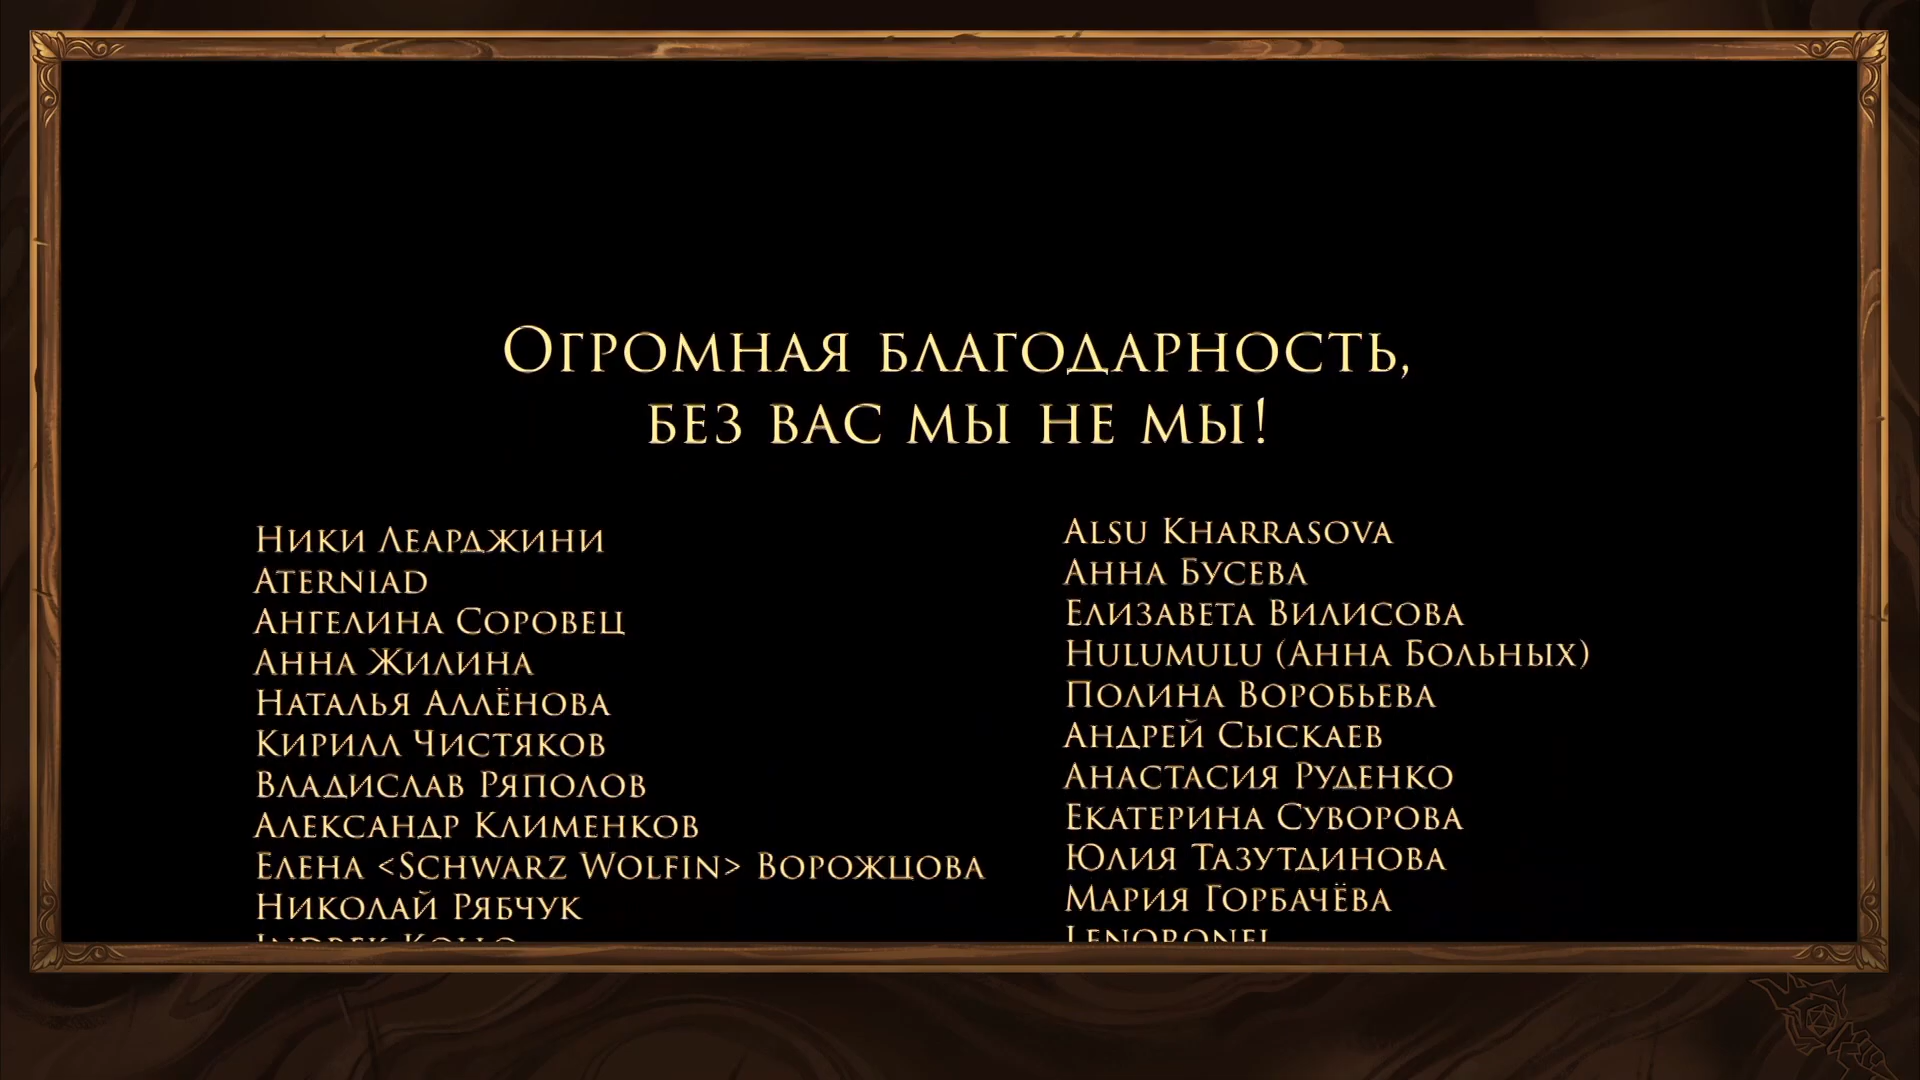 Огромная благодарность,
без вас мы не мы!
Ники Леарджини
Aterniad
Ангелина Соровец
Анна Жилина
Наталья Аллёнова
Кирилл Чистяков
Владислав Ряполов
Александр Клименков
Елена <Schwarz Wolfin> Ворожцова
Николай Рябчук
Alsu Kharrasova
Анна Бусева
Елизавета Вилисова
Hulumulu (Анна Больных)
Полина Воробьева
Андрей Сыскаев
Анастасия Руденко
Екатерина Суворова
Юлия Тазутдинова
Мария Горбачёва